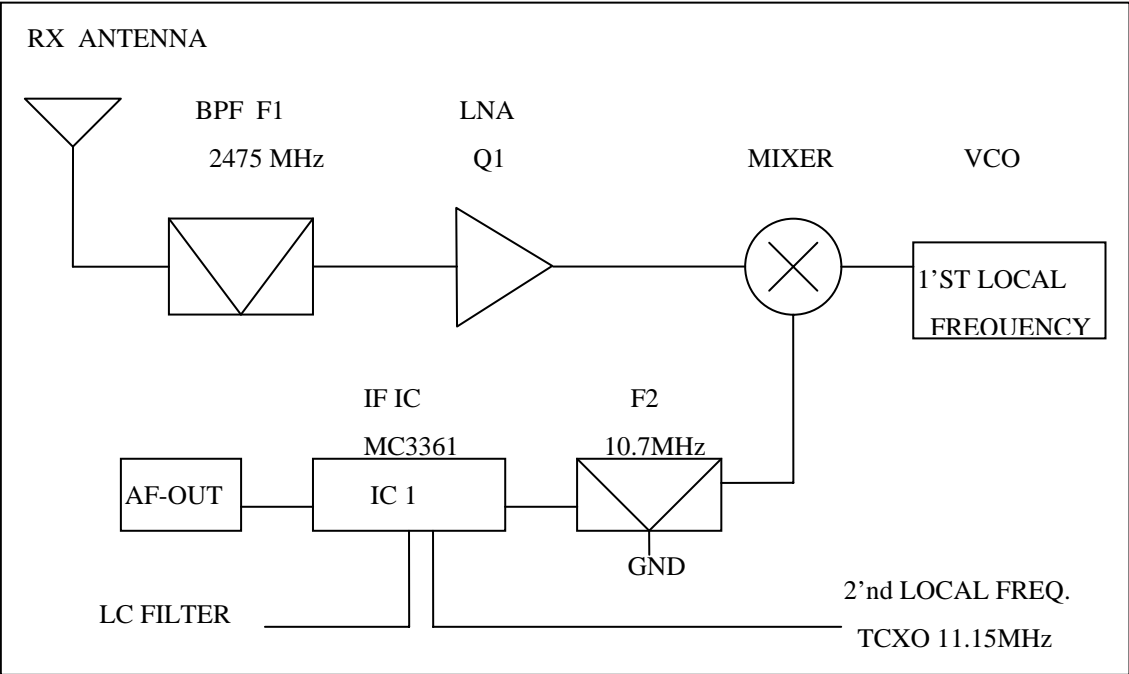 RX ANTENNA
BPF F1
2475 MHz
LNA
Q1
MIXER
VCO
1'ST LOCAL
FREQUENCY
IF IC
MC3361
IC 1
F2
10.7MHz
AF-OUT
GND
LC FILTER
2'nd LOCAL FREQ.
TCXO 11.15MHz